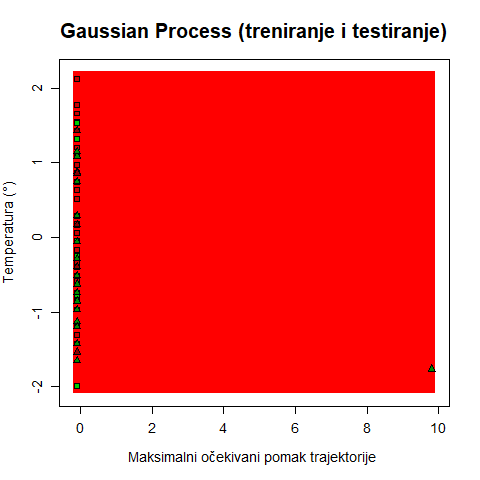 Gaussian Process (treniranje i testiranje)
Temperatura (°)
2
1
0
-1
-2
0 2 4 6 8 10
Maksimalni očekivani pomak trajektorije